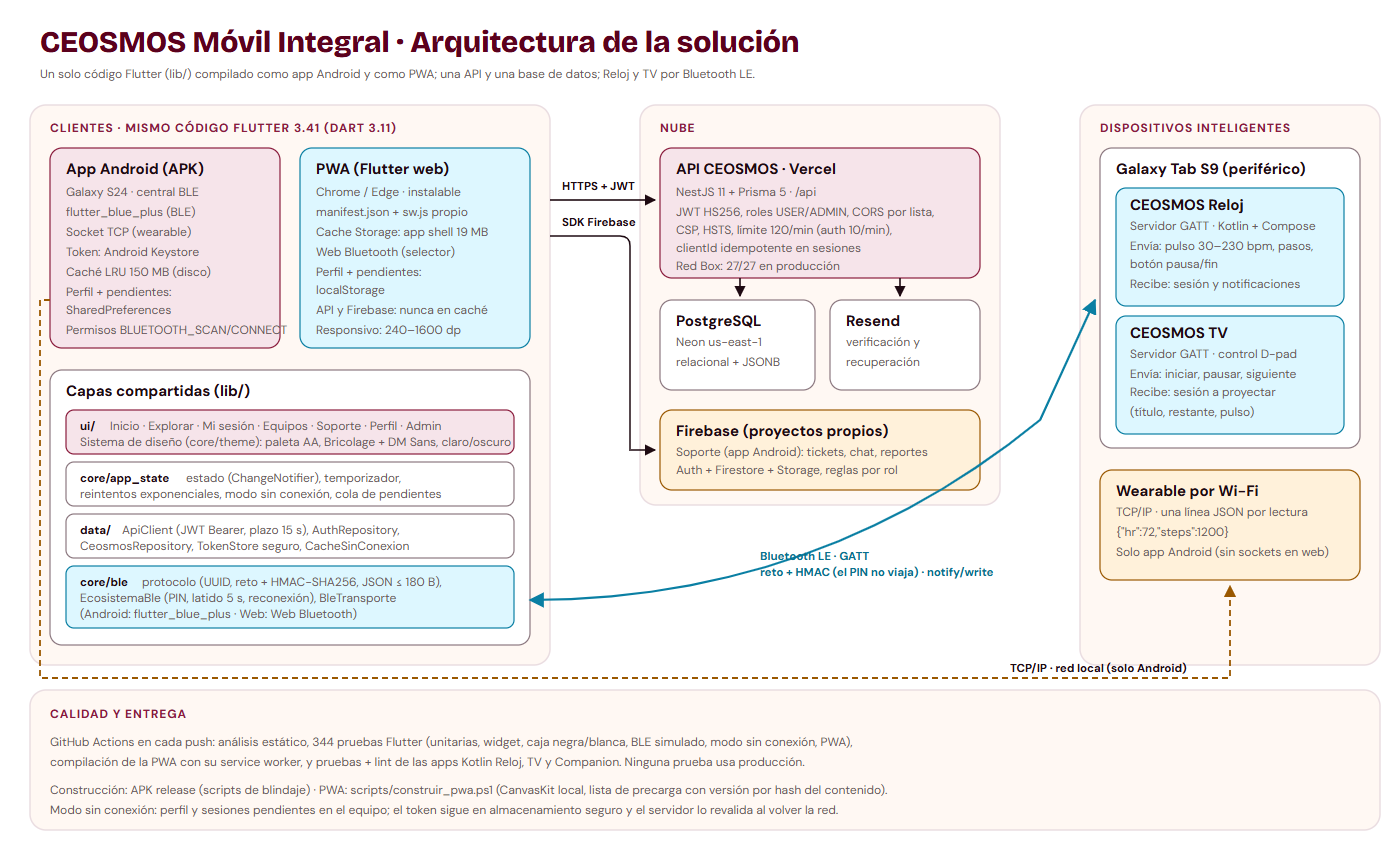 CEOSMOS Móvil Integral · Arquitectura de la solución
Un solo código Flutter (lib/) compilado como app Android y como PWA; una API y una base de datos; Reloj y TV por Bluetooth LE.
CLIENTES · MISMO CÓDIGO FLUTTER 3.41 (DART 3.11)
App Android (APK)
Galaxy S24 · central BLE
flutter_blue_plus (BLE)
Socket TCP (wearable)
Token: Android Keystore
Caché LRU 150 MB (disco)
Perfil + pendientes:
SharedPreferences
Permisos BLUETOOTH_SCAN/CONNECT
PWA (Flutter web)
Chrome / Edge · instalable
manifest.json + sw.js propio
Cache Storage: app shell 19 MB
Web Bluetooth (selector)
Perfil + pendientes:
localStorage
API y Firebase: nunca en caché
Responsivo: 240–1600 dp
Capas compartidas (lib/)
ui/ Inicio · Explorar · Mi sesión · Equipos · Soporte · Perfil · Admin
Sistema de diseño (core/theme): paleta AA, Bricolage + DM Sans, claro/oscuro
core/app_state estado (ChangeNotifier), temporizador,
reintentos exponenciales, modo sin conexión, cola de pendientes
data/ ApiClient (JWT Bearer, plazo 15 s), AuthRepository,
CeosmosRepository, TokenStore seguro, CacheSinConexion
core/ble protocolo (UUID, reto + HMAC-SHA256, JSON ≤ 180 B),
EcosistemaBle (PIN, latido 5 s, reconexión), BleTransporte
(Android: flutter_blue_plus · Web: Web Bluetooth)
HTTPS + JWT
SDK Firebase
NUBE
API CEOSMOS · Vercel
NestJS 11 + Prisma 5 · /api
JWT HS256, roles USER/ADMIN, CORS por lista,
CSP, HSTS, límite 120/min (auth 10/min),
clientId idempotente en sesiones
Red Box: 27/27 en producción
PostgreSQL
Neon us-east-1
relacional + JSONB
Resend
verificación y
recuperación
Firebase (proyectos propios)
Soporte (app Android): tickets, chat, reportes
Auth + Firestore + Storage, reglas por rol
Bluetooth LE · GATT
reto + HMAC (el PIN no viaja) · notify/write
DISPOSITIVOS INTELIGENTES
Galaxy Tab S9 (periférico)
CEOSMOS Reloj
Servidor GATT · Kotlin + Compose
Envía: pulso 30–230 bpm, pasos,
botón pausa/fin
Recibe: sesión y notificaciones
CEOSMOS TV
Servidor GATT · control D-pad
Envía: iniciar, pausar, siguiente
Recibe: sesión a proyectar
(título, restante, pulso)
Wearable por Wi-Fi
TCP/IP · una línea JSON por lectura
{"hr":72,"steps":1200}
Solo app Android (sin sockets en web)
TCP/IP · red local (solo Android)
CALIDAD Y ENTREGA
GitHub Actions en cada push: análisis estático, 344 pruebas Flutter (unitarias, widget, caja negra/blanca, BLE simulado, modo sin conexión, PWA),
compilación de la PWA con su service worker, y pruebas + lint de las apps Kotlin Reloj, TV y Companion. Ninguna prueba usa producción.
Construcción: APK release (scripts de blindaje) · PWA: scripts/construir_pwa.ps1 (CanvasKit local, lista de precarga con versión por hash del contenido).
Modo sin conexión: perfil y sesiones pendientes en el equipo; el token sigue en almacenamiento seguro y el servidor lo revalida al volver la red.